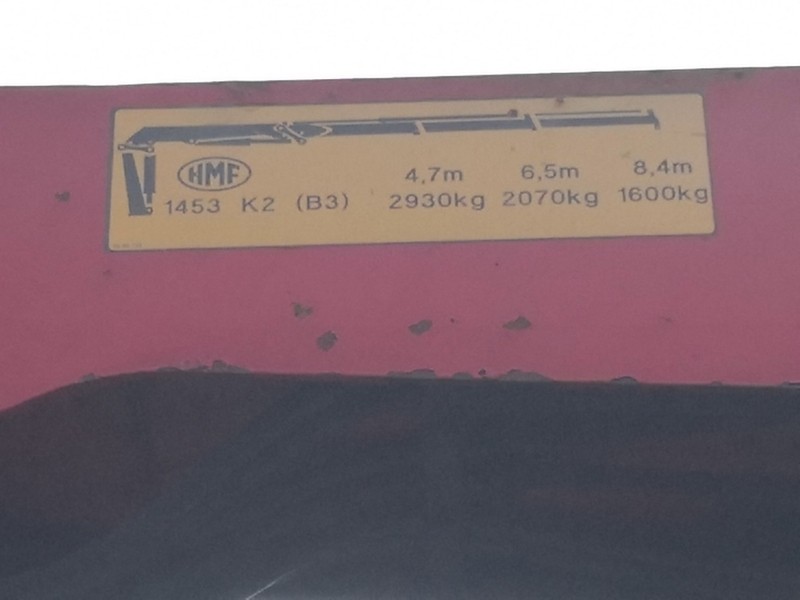 HMF
4,7m 6,5m 8,4m
1453 K2 (B3) 2930kg 2070kg 1600kg